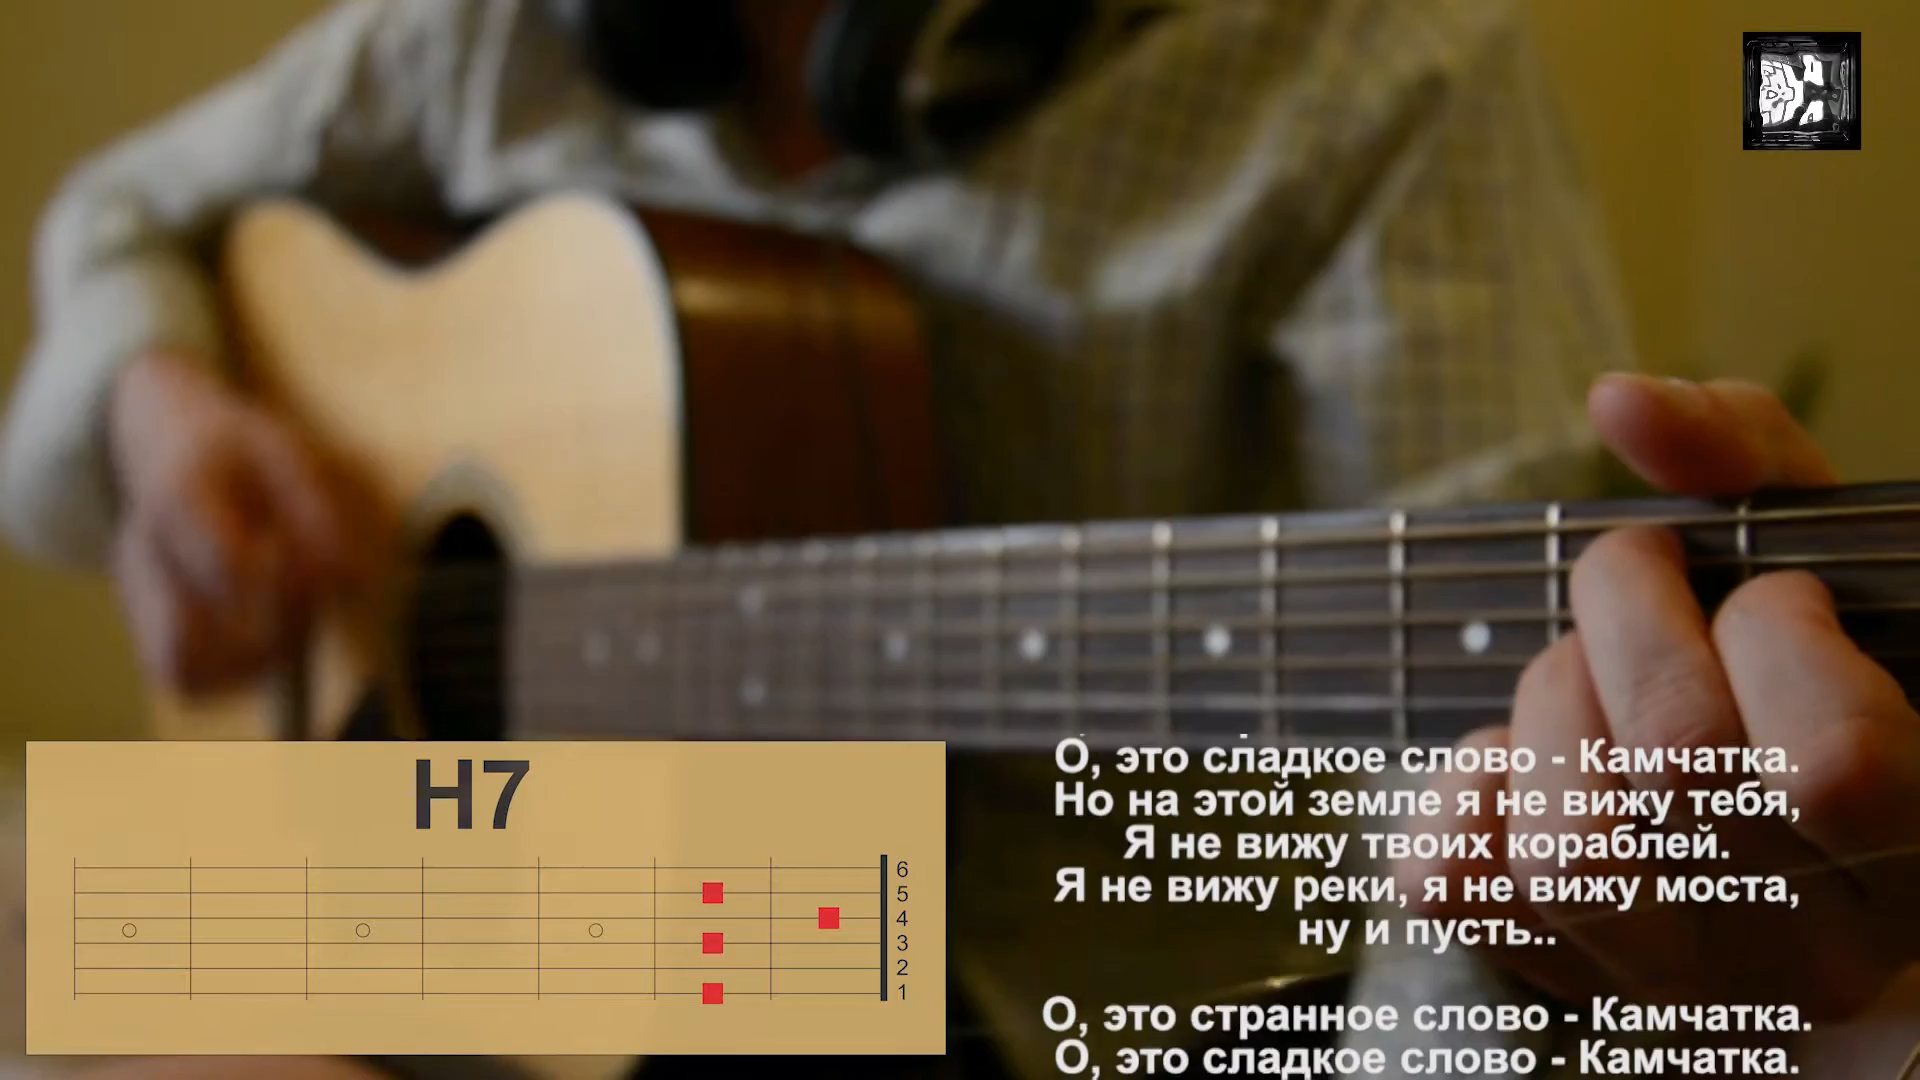 H7
6
5
4
3
2
1
О, это сладкое слово - Камчатка.
Но на этой земле я не вижу тебя,
Я не вижу твоих кораблей.
Я не вижу реки, я не вижу моста,
ну и пусть..
О, это странное слово - Камчатка.
О, это сладкое слово - Камчатка.